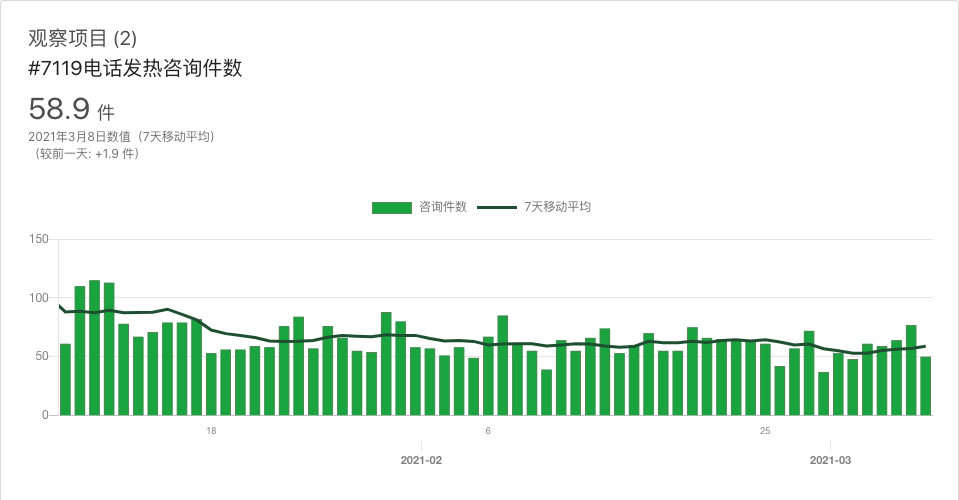 观察项目 (2)
#7119电话发热咨询件数
58.9 件
2021年3月8日数值（7天移动平均）
（较前一天: +1.9 件）
咨询件数 7天移动平均
150
100
50
0
18 6 25
2021-02 2021-03